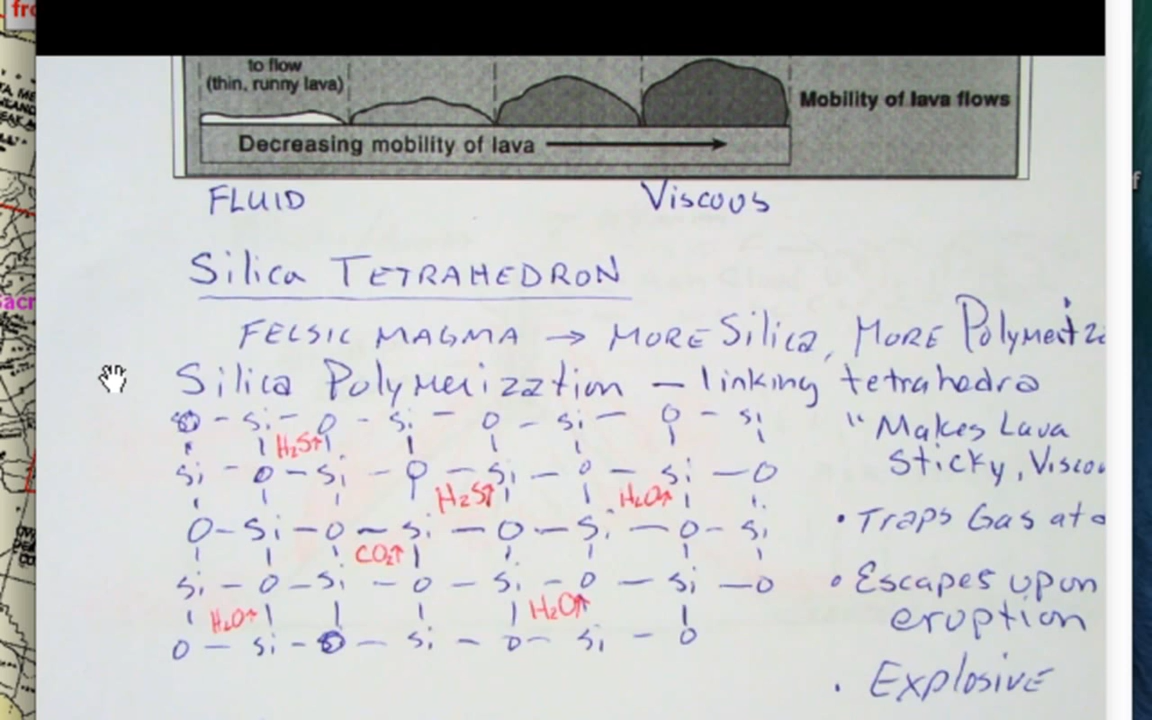 fr
to flow
(thin, runny lava)
Mobility of lava flows
Decreasing mobility of lava
FLUID Viscous
Silica TETRAHEDRON
FELSIC MAGMA → MORE Silica, MORE
Silica Polymerization – linking tetrahedra
O - Si - O - Si - O - Si - O - Si
H₂S↑
"Makes Lava
Si - O - Si - O - Si - O - Si - O
Sticky,
H₂S↑ H₂O↑
O - Si - O - Si - O - Si - O - Si
• Traps Gas
CO₂↑
Si - O - Si - O - Si - O - Si - O
• Escapes upon
H₂O↑ H₂O↑
eruption
O - Si - O - Si - O - Si - O
• Explosive